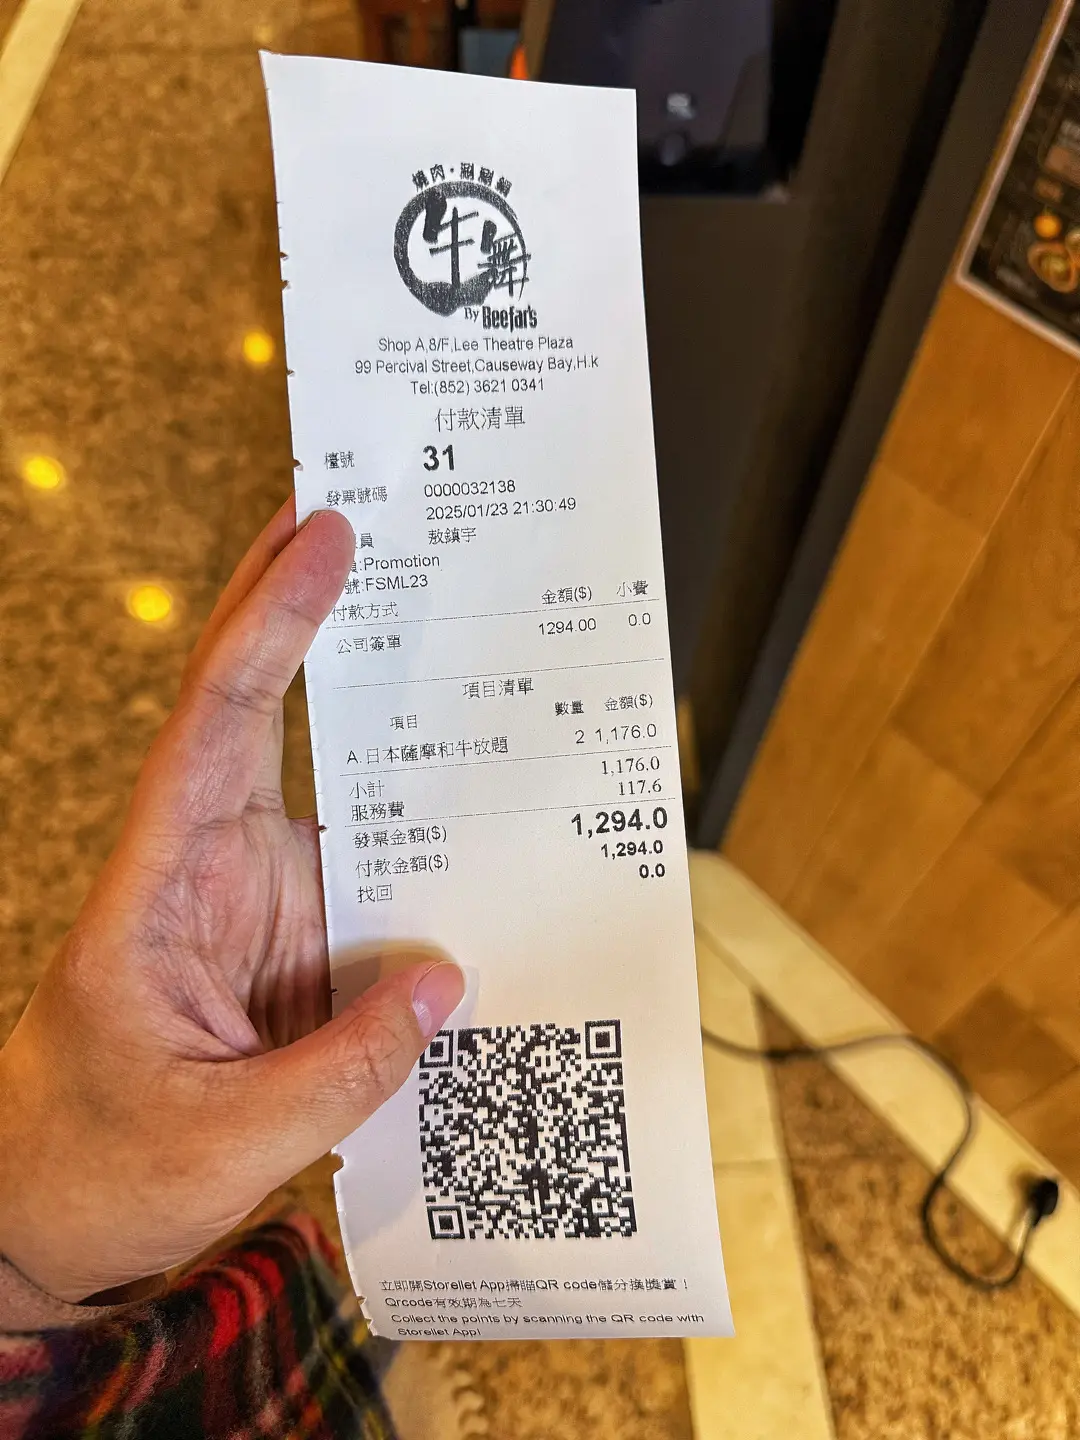 燒肉·涮涮鍋
牛舞
By Beefar's
Shop A,8/F,Lee Theatre Plaza
99 Percival Street,Causeway Bay,H.k
Tel:(852) 3621 0341
付款清單
檯號 31
發票號碼 0000032138
2025/01/23 21:30:49
員 敖鎮宇
:Promotion
號:FSML23
付款方式 金額($) 小費
公司簽單 1294.00 0.0
項目清單
項目 數量 金額($)
A.日本薩摩和牛放題 2 1,176.0
小計 1,176.0
服務費 117.6
發票金額($) 1,294.0
付款金額($) 1,294.0
找回 0.0
立即開Storellet App掃瞄QR code儲分換獎賞！
Qrcode有效期為七天
Collect the points by scanning the QR code with
Storellet App!